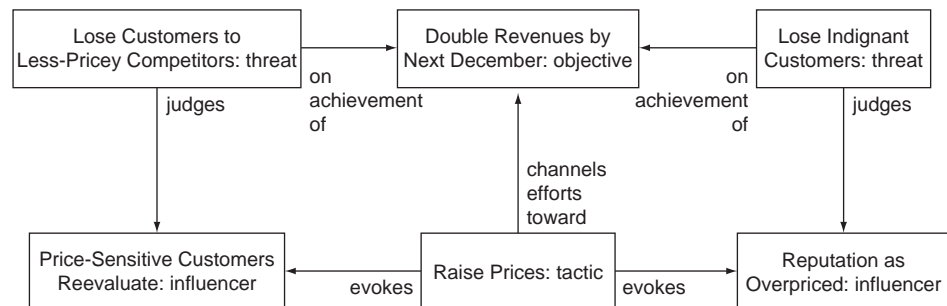 Lose Customers to
Less-Pricey Competitors: threat
Double Revenues by
Next December: objective
Lose Indignant
Customers: threat
on
achievement
of
on
achievement
of
judges
judges
channels
efforts
toward
Price-Sensitive Customers
Reevaluate: influencer
evokes
Raise Prices: tactic
evokes
Reputation as
Overpriced: influencer